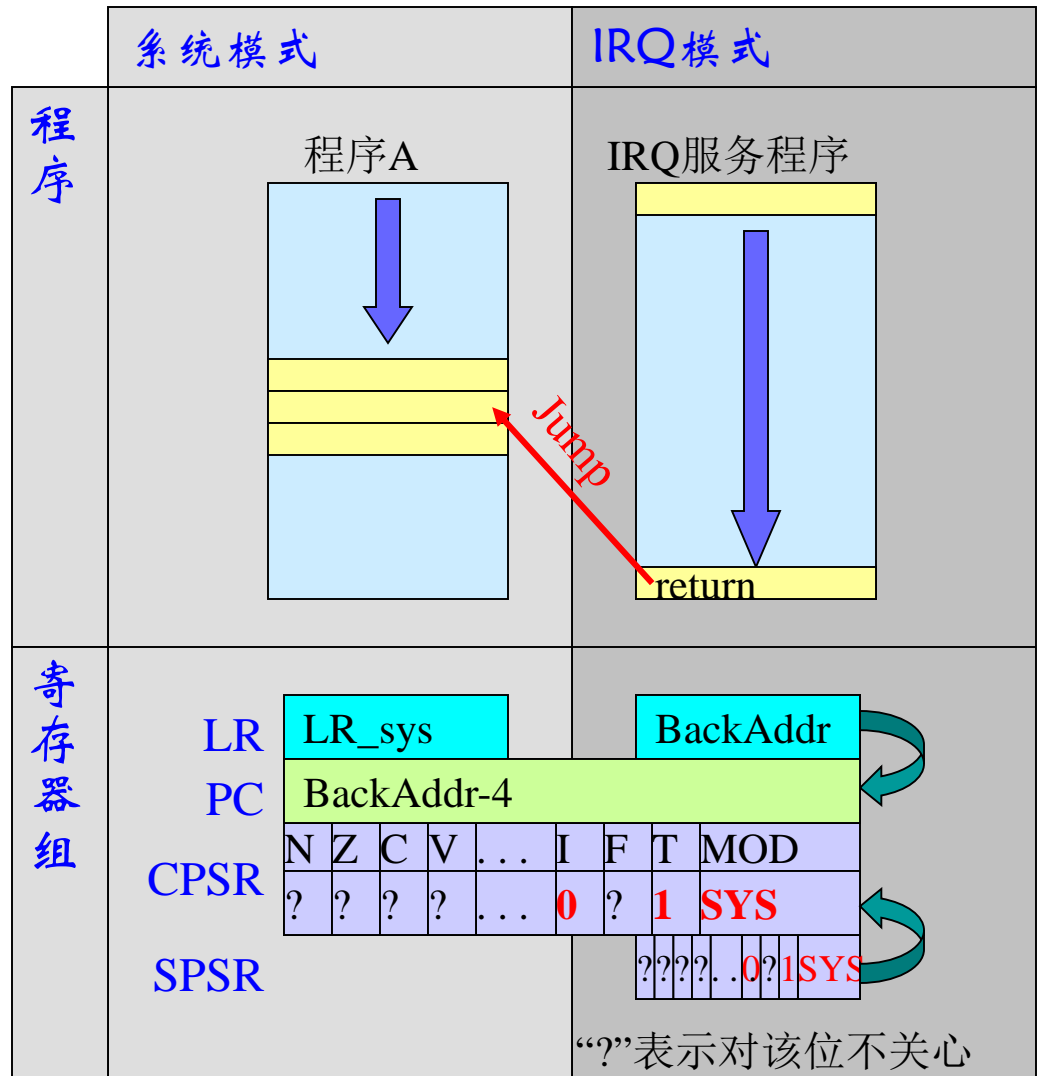 系统模式
IRQ模式
程序
程序A
IRQ服务程序
Jump
return
寄存器组
LR
LR_sys
BackAddr
PC
BackAddr-4
CPSR
N Z C V ... I F T MOD
? ? ? ? ... 0 ? 1 SYS
SPSR
????...0?1SYS
“?”表示对该位不关心